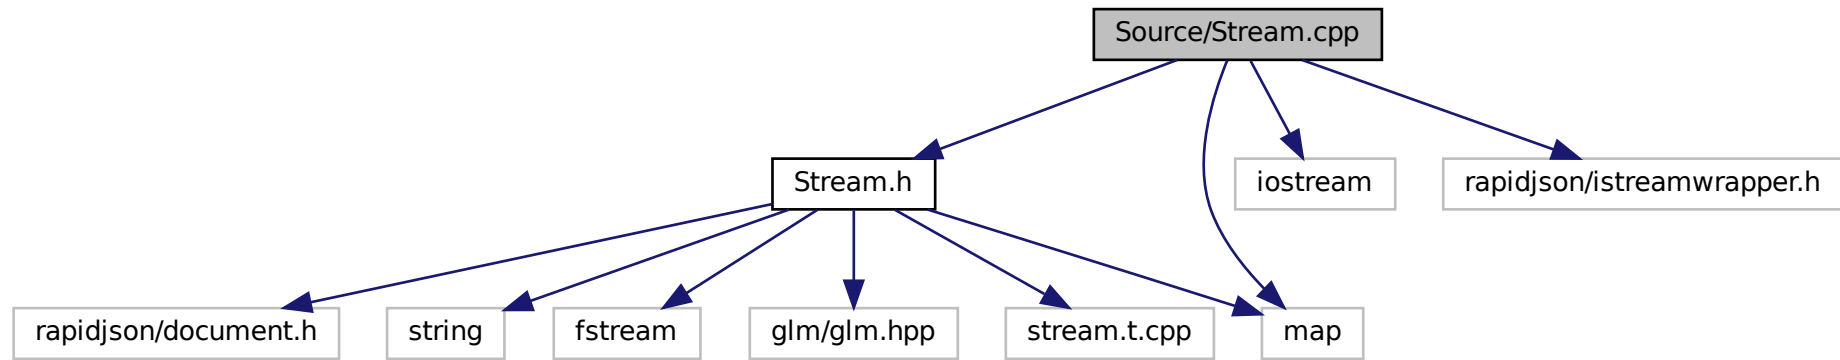 Source/Stream.cpp
Stream.h
iostream
rapidjson/istreamwrapper.h
rapidjson/document.h
string
fstream
glm/glm.hpp
stream.t.cpp
map